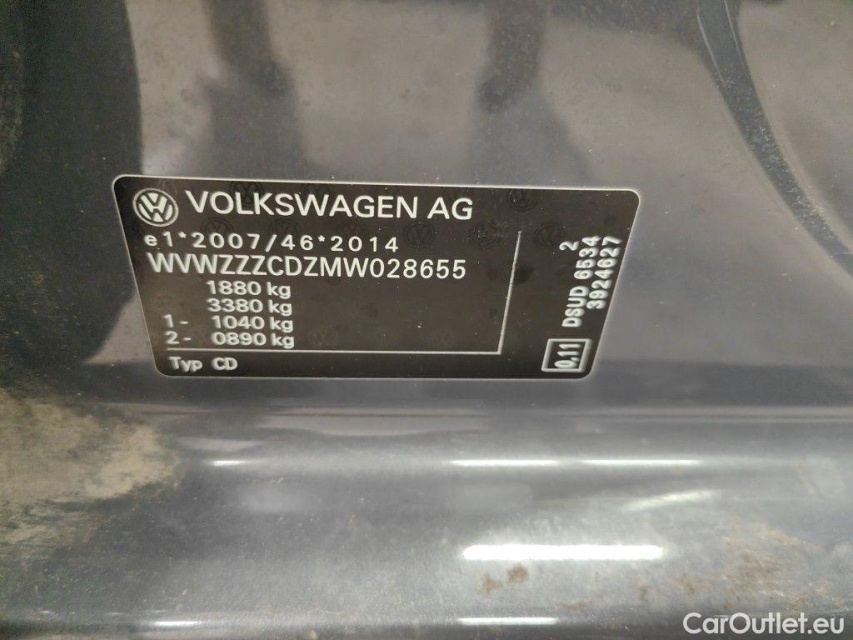 VOLKSWAGEN AG
e1*2007/46*2014
WVWZZZCDZMW028655
1880 kg
3380 kg
1- 1040 kg
2- 0890 kg
Typ CD
2
DSUD 6534
3924627
0.11
CarOutlet.eu